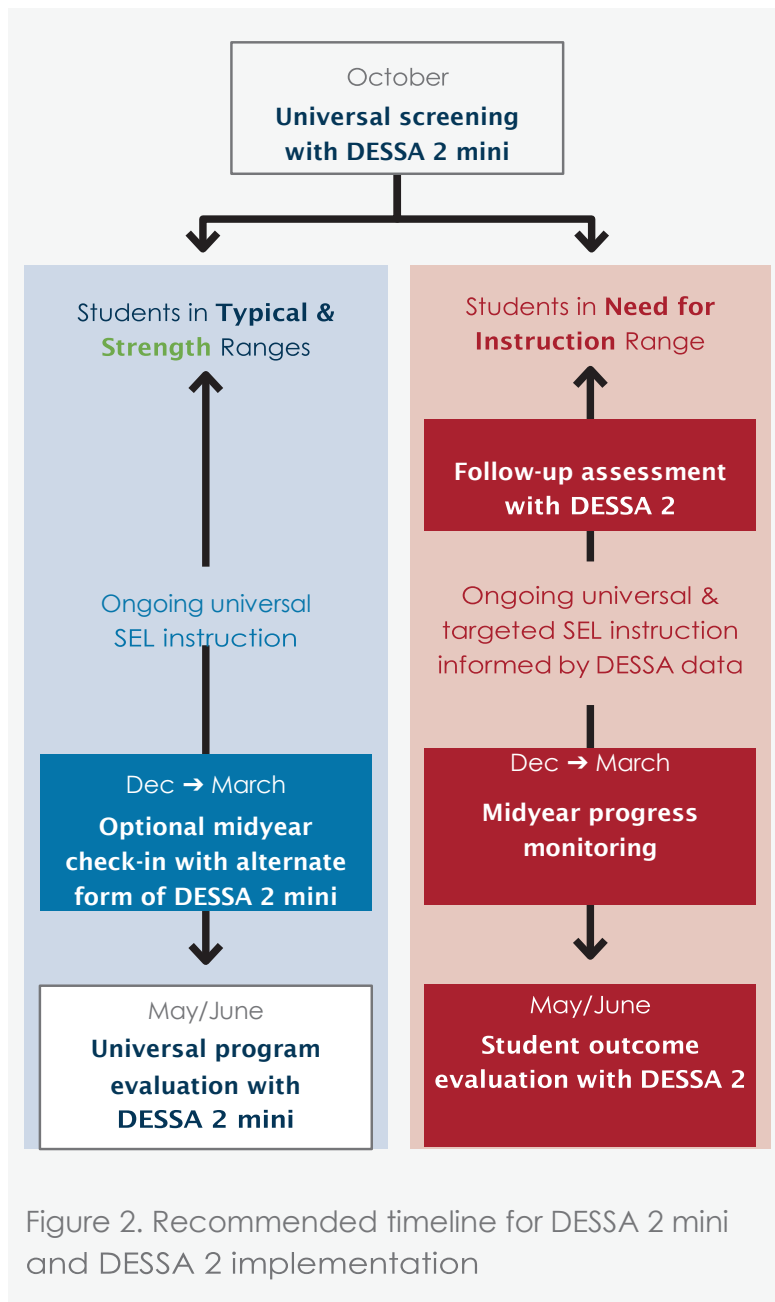 October
Universal screening
with DESSA 2 mini
Students in Typical &
Strength Ranges
Ongoing universal
SEL instruction
Dec ➔ March
Optional midyear
check-in with alternate
form of DESSA 2 mini
May/June
Universal program
evaluation with
DESSA 2 mini
Students in Need for
Instruction Range
Follow-up assessment
with DESSA 2
Ongoing universal &
targeted SEL instruction
informed by DESSA data
Dec ➔ March
Midyear progress
monitoring
May/June
Student outcome
evaluation with DESSA 2
Figure 2. Recommended timeline for DESSA 2 mini
and DESSA 2 implementation